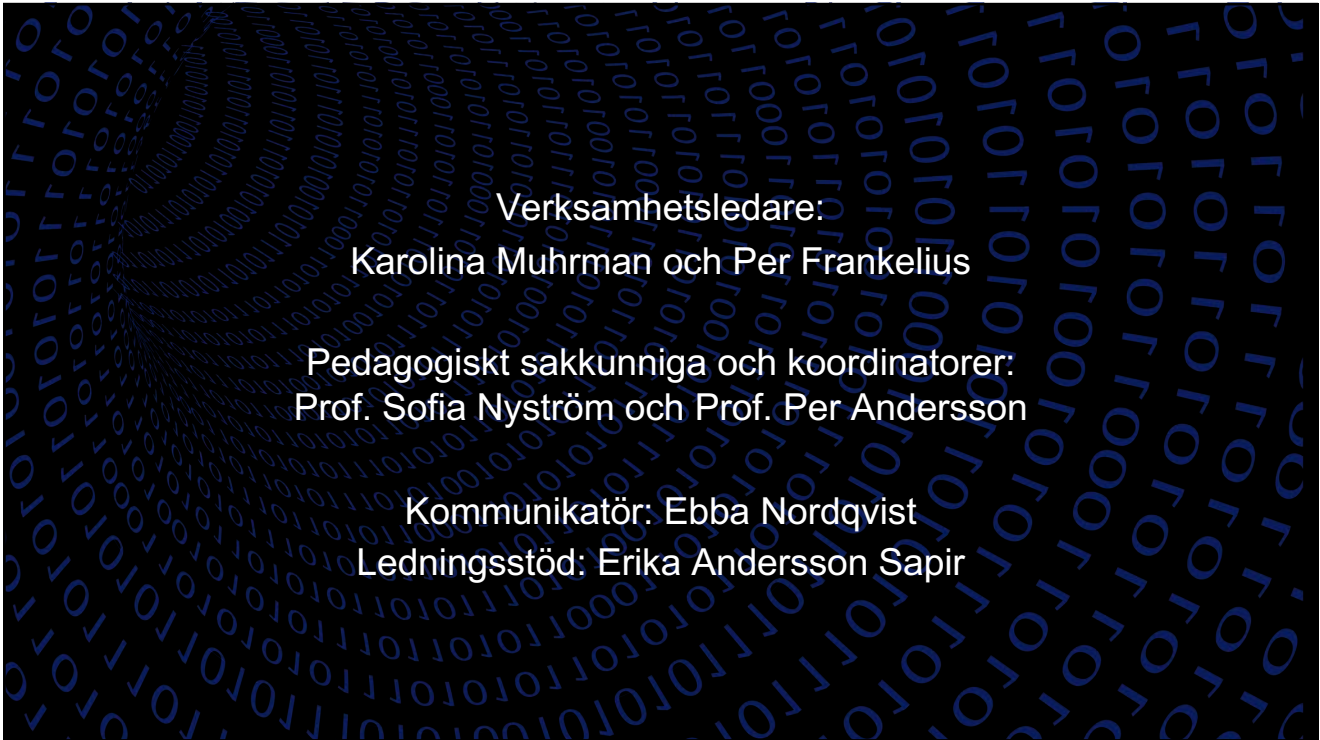 Verksamhetsledare:
Karolina Muhrman och Per Frankelius
Pedagogiskt sakkunniga och koordinatorer:
Prof. Sofia Nyström och Prof. Per Andersson
Kommunikatör: Ebba Nordqvist
Ledningsstöd: Erika Andersson Sapir